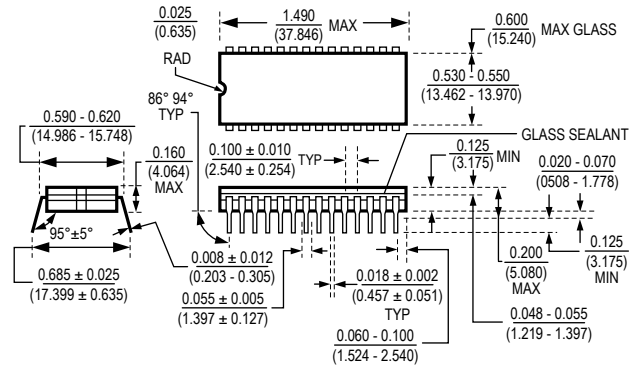 0.025
(0.635)
1.490
(37.846)
MAX
0.600
(15.240)
MAX GLASS
RAD
0.530 - 0.550
(13.462 - 13.970)
86° 94°
TYP
0.590 - 0.620
(14.986 - 15.748)
GLASS SEALANT
0.160
(4.064)
MAX
0.100 ± 0.010
(2.540 ± 0.254)
TYP
0.125
(3.175)
MIN
0.020 - 0.070
(0508 - 1.778)
95°±5°
0.685 ± 0.025
(17.399 ± 0.635)
0.008 ± 0.012
(0.203 - 0.305)
0.055 ± 0.005
(1.397 ± 0.127)
0.018 ± 0.002
(0.457 ± 0.051)
TYP
0.060 - 0.100
(1.524 - 2.540)
0.200
(5.080)
MAX
0.125
(3.175)
MIN
0.048 - 0.055
(1.219 - 1.397)